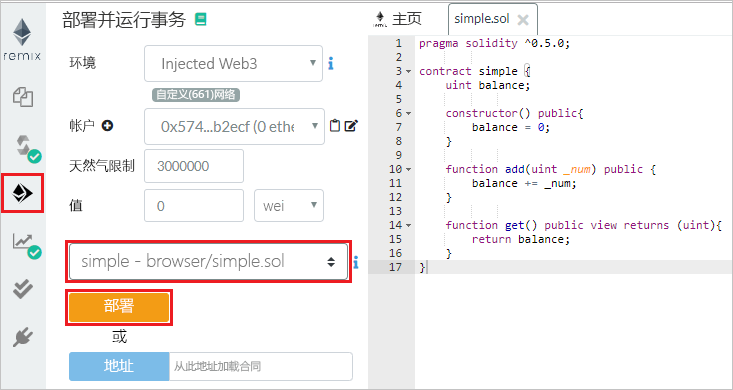 remix
部署并运行事务
环境
Injected Web3
自定义(661)网络
帐户
0x574...b2ecf (0 ethe
天然气限制
3000000
值
0
wei
simple - browser/simple.sol
部署
或
地址
从此地址加载合同
主页
simple.sol
1 pragma solidity ^0.5.0;
2
3 contract simple {
4 uint balance;
5
6 constructor() public{
7 balance = 0;
8 }
9
10 function add(uint _num) public {
11 balance += _num;
12 }
13
14 function get() public view returns (uint){
15 return balance;
16 }
17 }